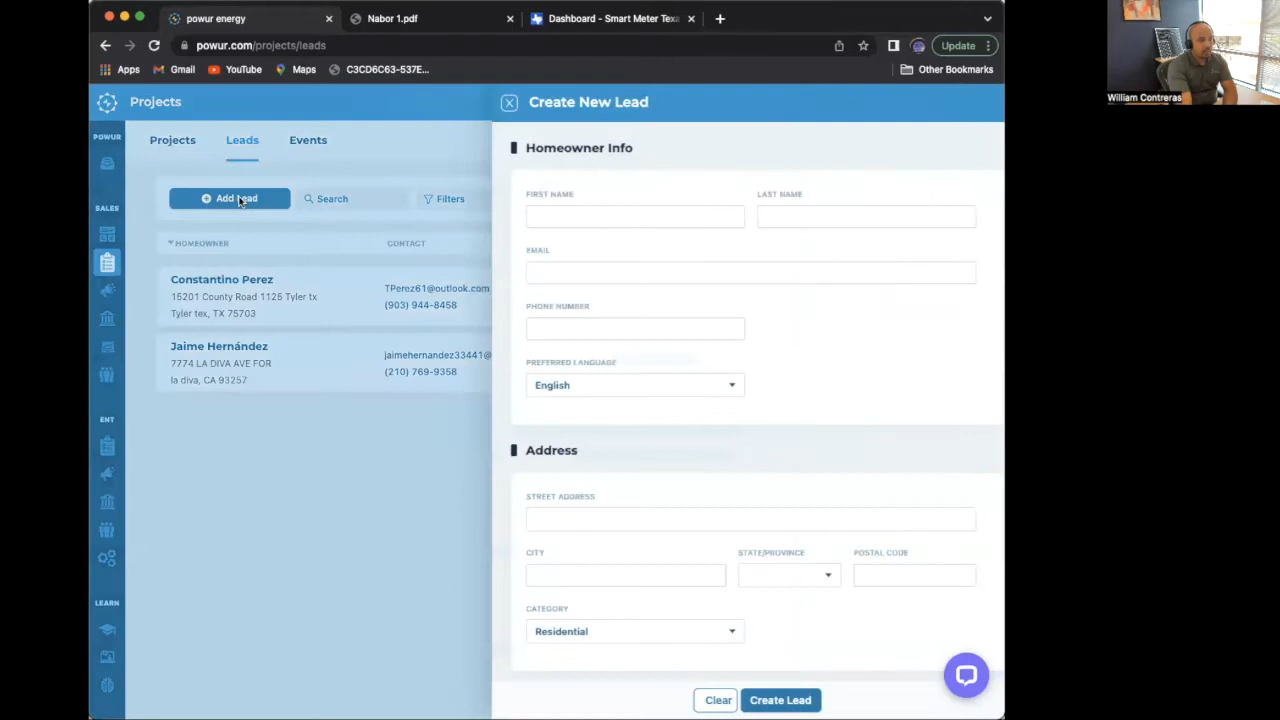 powur energy
Nabor 1.pdf
Dashboard - Smart Meter Texa
powur.com/projects/leads
Update
Apps
Gmail
YouTube
Maps
C3CD6C63-537E...
Other Bookmarks
William Contreras
Projects
Create New Lead
POWUR
SALES
ENT
LEARN
Projects
Leads
Events
Add Lead
Search
Filters
HOMEOWNER
CONTACT
Constantino Perez
15201 County Road 1125 Tyler tx
Tyler tex, TX 75703
TPerez61@outlook.com
(903) 944-8458
Jaime Hernández
7774 LA DIVA AVE FOR
la diva, CA 93257
jaimehernandez33441@
(210) 769-9358
Homeowner Info
FIRST NAME
LAST NAME
EMAIL
PHONE NUMBER
PREFERRED LANGUAGE
English
Address
STREET ADDRESS
CITY
STATE/PROVINCE
POSTAL CODE
CATEGORY
Residential
Clear
Create Lead